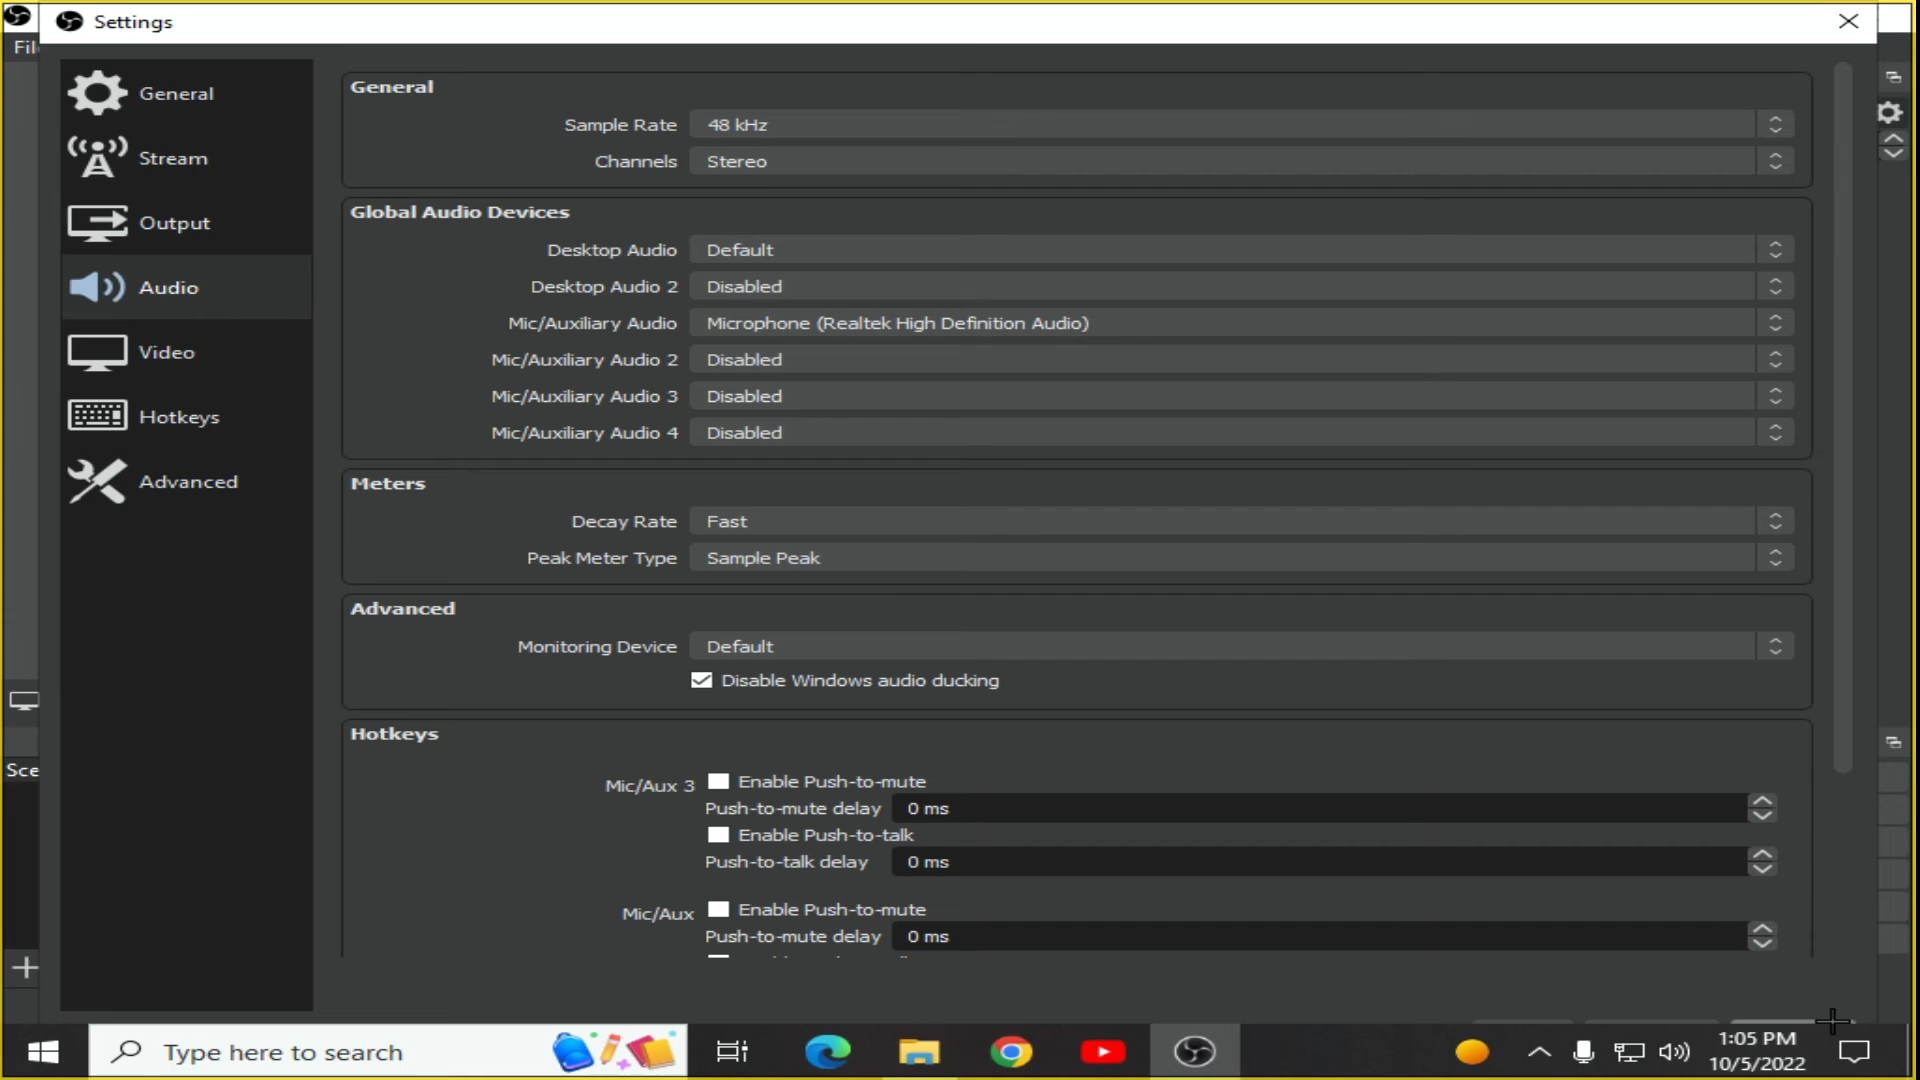 Settings
Fil
General
Stream
Output
Audio
Video
Hotkeys
Advanced
General
Sample Rate 48 kHz
Channels Stereo
Global Audio Devices
Desktop Audio Default
Desktop Audio 2 Disabled
Mic/Auxiliary Audio Microphone (Realtek High Definition Audio)
Mic/Auxiliary Audio 2 Disabled
Mic/Auxiliary Audio 3 Disabled
Mic/Auxiliary Audio 4 Disabled
Meters
Decay Rate Fast
Peak Meter Type Sample Peak
Advanced
Monitoring Device Default
Disable Windows audio ducking
Hotkeys
Mic/Aux 3 Enable Push-to-mute
Push-to-mute delay 0 ms
Enable Push-to-talk
Push-to-talk delay 0 ms
Mic/Aux Enable Push-to-mute
Push-to-mute delay 0 ms
Sce
Type here to search
1:05 PM
10/5/2022